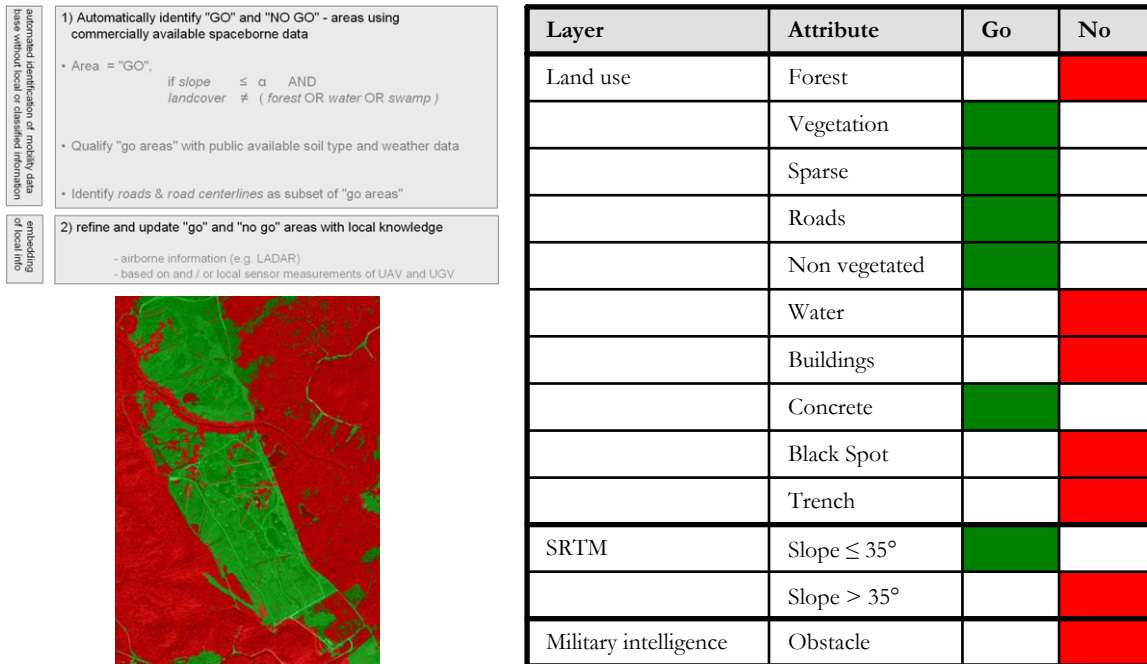 automated identification of mobility data
base without local or classified information
1) Automatically identify "GO" and "NO GO" - areas using
commercially available spaceborne data
• Area = "GO",
if slope ≤ α AND
landcover ≠ ( forest OR water OR swamp )
• Qualify "go areas" with public available soil type and weather data
• Identify roads & road centerlines as subset of "go areas"
embedding
of local info
2) refine and update "go" and "no go" areas with local knowledge
- airborne information (e.g. LADAR)
- based on and / or local sensor measurements of UAV and UGV
Layer Attribute Go No
Land use Forest
Vegetation
Sparse
Roads
Non vegetated
Water
Buildings
Concrete
Black Spot
Trench
SRTM Slope ≤ 35°
Slope > 35°
Military intelligence Obstacle